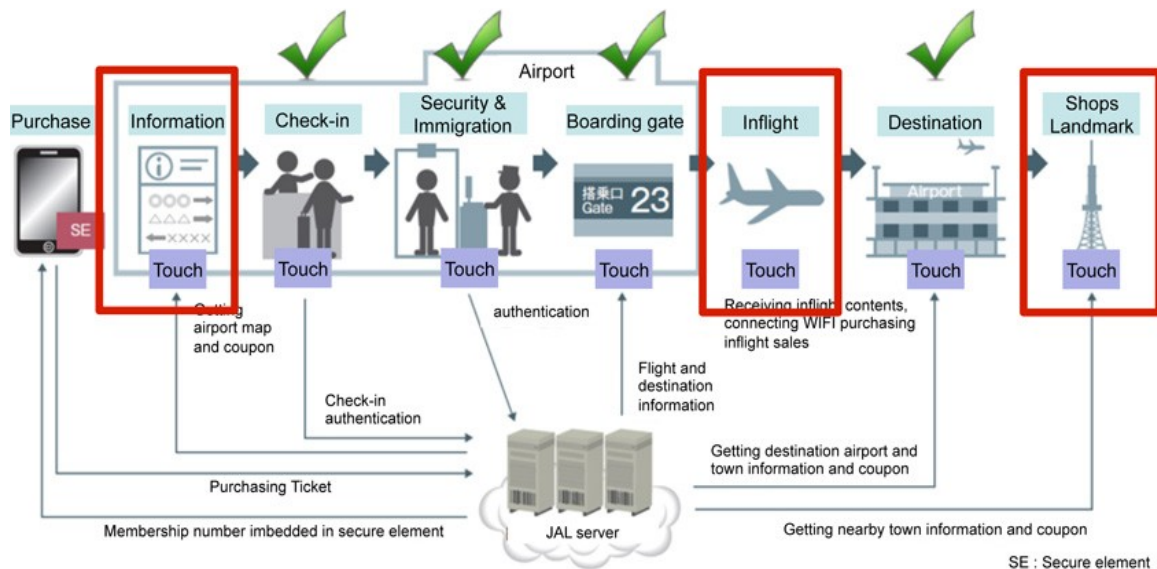 Airport
Purchase
Information
Check-in
Security &
Immigration
Boarding gate
Inflight
Destination
Shops
Landmark
SE
搭乗口
Gate 23
Airport
Touch
Touch
Touch
Touch
Touch
Touch
Touch
Getting
airport map
and coupon
authentication
Receiving inflight contents,
connecting WIFI purchasing
inflight sales
Flight and
destination
information
Check-in
authentication
Getting destination airport and
town information and coupon
Purchasing Ticket
Membership number imbedded in secure element
JAL server
Getting nearby town information and coupon
SE : Secure element